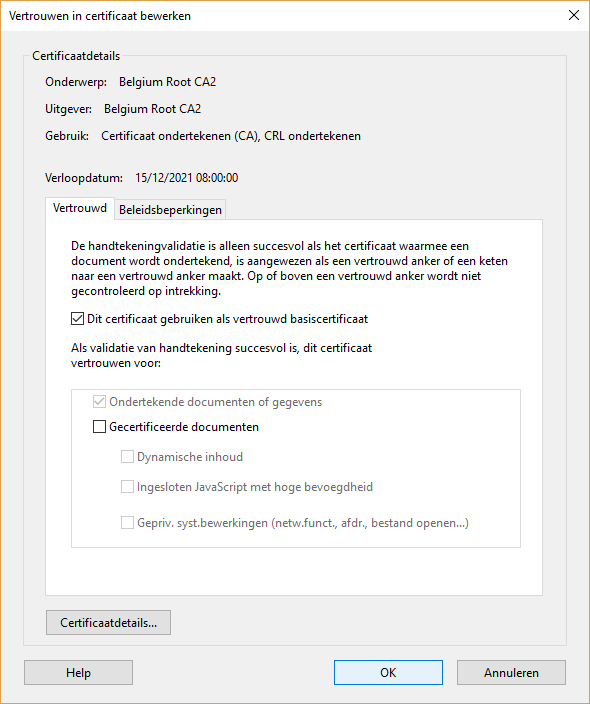 Vertrouwen in certificaat bewerken
Certificaatdetails
Onderwerp: Belgium Root CA2
Uitgever: Belgium Root CA2
Gebruik: Certificaat ondertekenen (CA), CRL ondertekenen
Verloopdatum: 15/12/2021 08:00:00
Vertrouwd Beleidsbeperkingen
De handtekeningvalidatie is alleen succesvol als het certificaat waarmee een
document wordt ondertekend, is aangewezen als een vertrouwd anker of een keten
naar een vertrouwd anker maakt. Op of boven een vertrouwd anker wordt niet
gecontroleerd op intrekking.
Dit certificaat gebruiken als vertrouwd basiscertificaat
Als validatie van handtekening succesvol is, dit certificaat
vertrouwen voor:
Ondertekende documenten of gegevens
Gecertificeerde documenten
Dynamische inhoud
Ingesloten JavaScript met hoge bevoegdheid
Gepriv. syst.bewerkingen (netw.funct., afdr., bestand openen...)
Certificaatdetails...
Help OK Annuleren